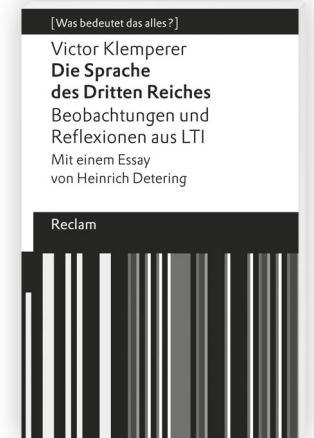 [Was bedeutet das alles?]
Victor Klemperer
Die Sprache
des Dritten Reiches
Beobachtungen und
Reflexionen aus LTI
Mit einem Essay
von Heinrich Detering
Reclam